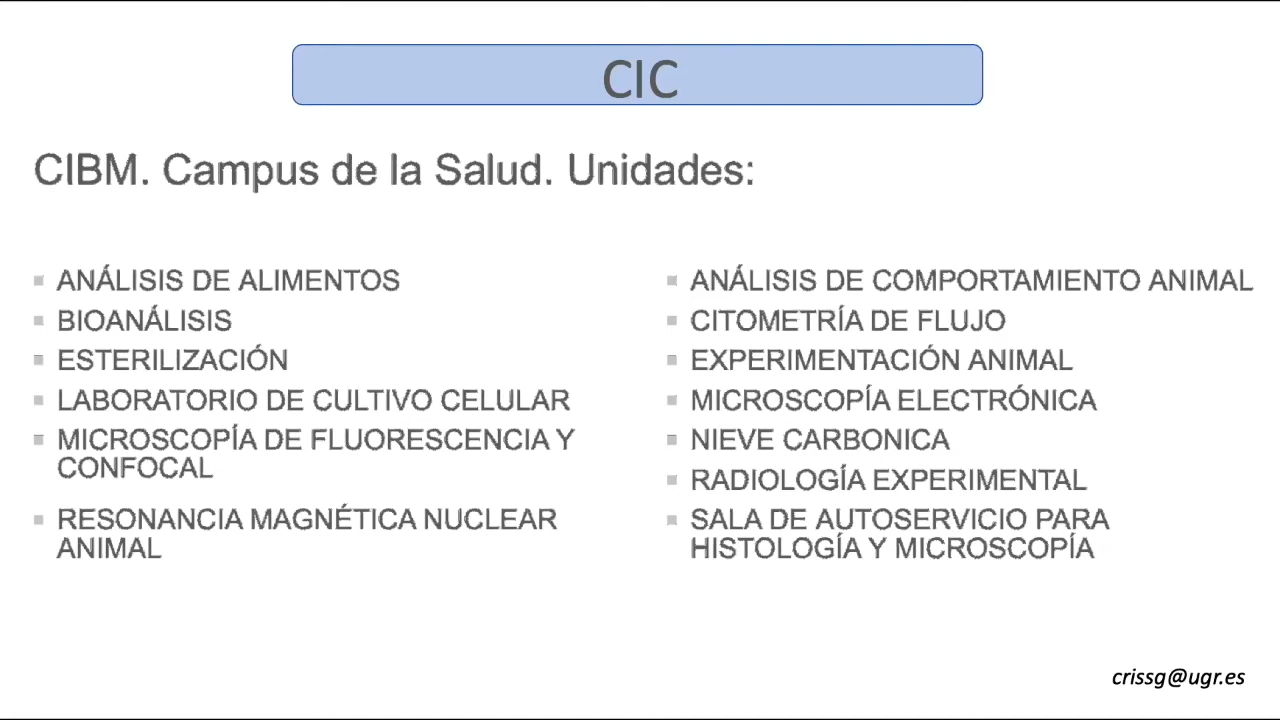 CIC
CIBM. Campus de la Salud. Unidades:
ANÁLISIS DE ALIMENTOS
BIOANÁLISIS
ESTERILIZACIÓN
LABORATORIO DE CULTIVO CELULAR
MICROSCOPÍA DE FLUORESCENCIA Y
CONFOCAL
RESONANCIA MAGNÉTICA NUCLEAR
ANIMAL
ANÁLISIS DE COMPORTAMIENTO ANIMAL
CITOMETRÍA DE FLUJO
EXPERIMENTACIÓN ANIMAL
MICROSCOPÍA ELECTRÓNICA
NIEVE CARBONICA
RADIOLOGÍA EXPERIMENTAL
SALA DE AUTOSERVICIO PARA
HISTOLOGÍA Y MICROSCOPÍA
crissg@ugr.es